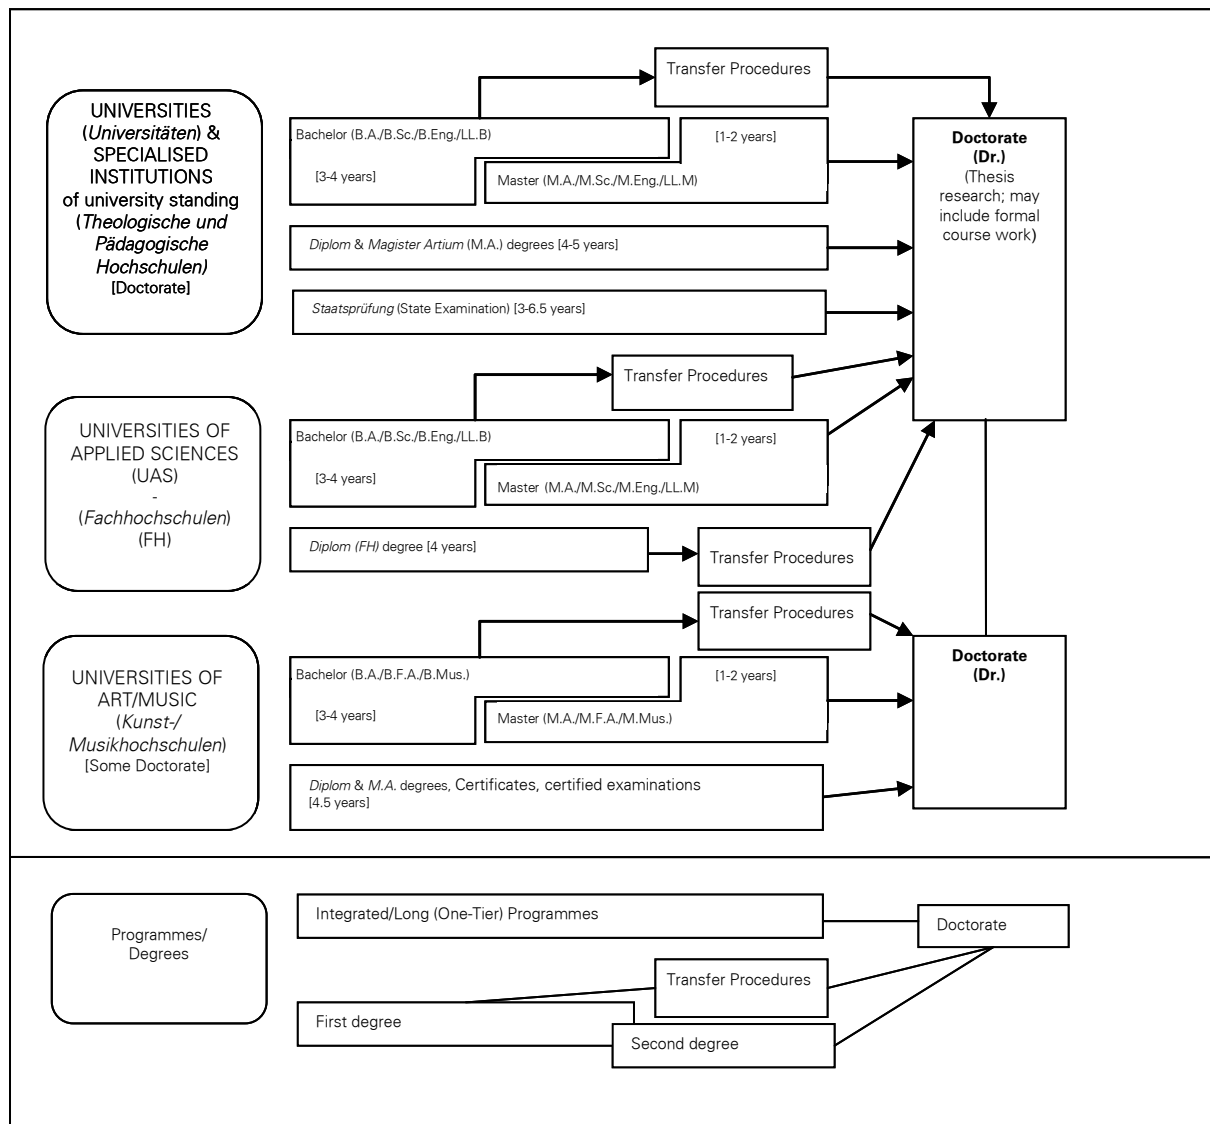 Transfer Procedures
UNIVERSITIES
(Universitäten) &
SPECIALISED
INSTITUTIONS
of university standing
(Theologische und
Pädagogische
Hochschulen)
[Doctorate]
Bachelor (B.A./B.Sc./B.Eng./LL.B)
[3-4 years]
[1-2 years]
Master (M.A./M.Sc./M.Eng./LL.M)
Doctorate
(Dr.)
(Thesis
research; may
include formal
course work)
Diplom & Magister Artium (M.A.) degrees [4-5 years]
Staatsprüfung (State Examination) [3-6.5 years]
Transfer Procedures
UNIVERSITIES OF
APPLIED SCIENCES
(UAS)
-
(Fachhochschulen)
(FH)
Bachelor (B.A./B.Sc./B.Eng./LL.B)
[3-4 years]
[1-2 years]
Master (M.A./M.Sc./M.Eng./LL.M)
Diplom (FH) degree [4 years]
Transfer Procedures
Transfer Procedures
UNIVERSITIES OF
ART/MUSIC
(Kunst-/
Musikhochschulen)
[Some Doctorate]
Bachelor (B.A./B.F.A./B.Mus.)
[3-4 years]
[1-2 years]
Master (M.A./M.F.A./M.Mus.)
Doctorate
(Dr.)
Diplom & M.A. degrees, Certificates, certified examinations
[4.5 years]
Programmes/
Degrees
Integrated/Long (One-Tier) Programmes
Doctorate
Transfer Procedures
First degree
Second degree